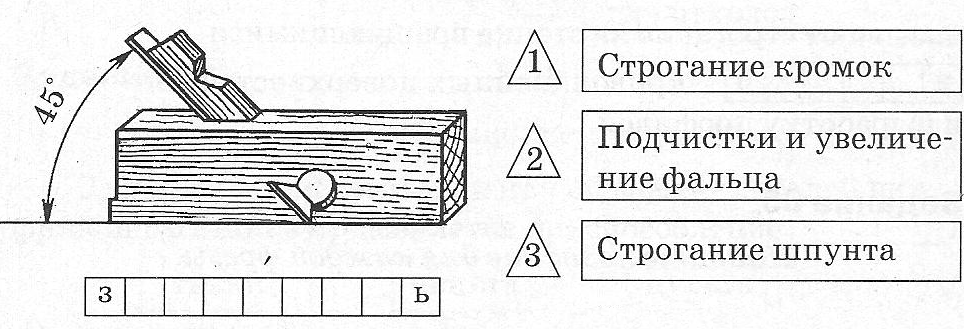 45°
1 Строгание кромок
2 Подчистки и увеличе-
ние фальца
3 Строгание шпунта
з ь